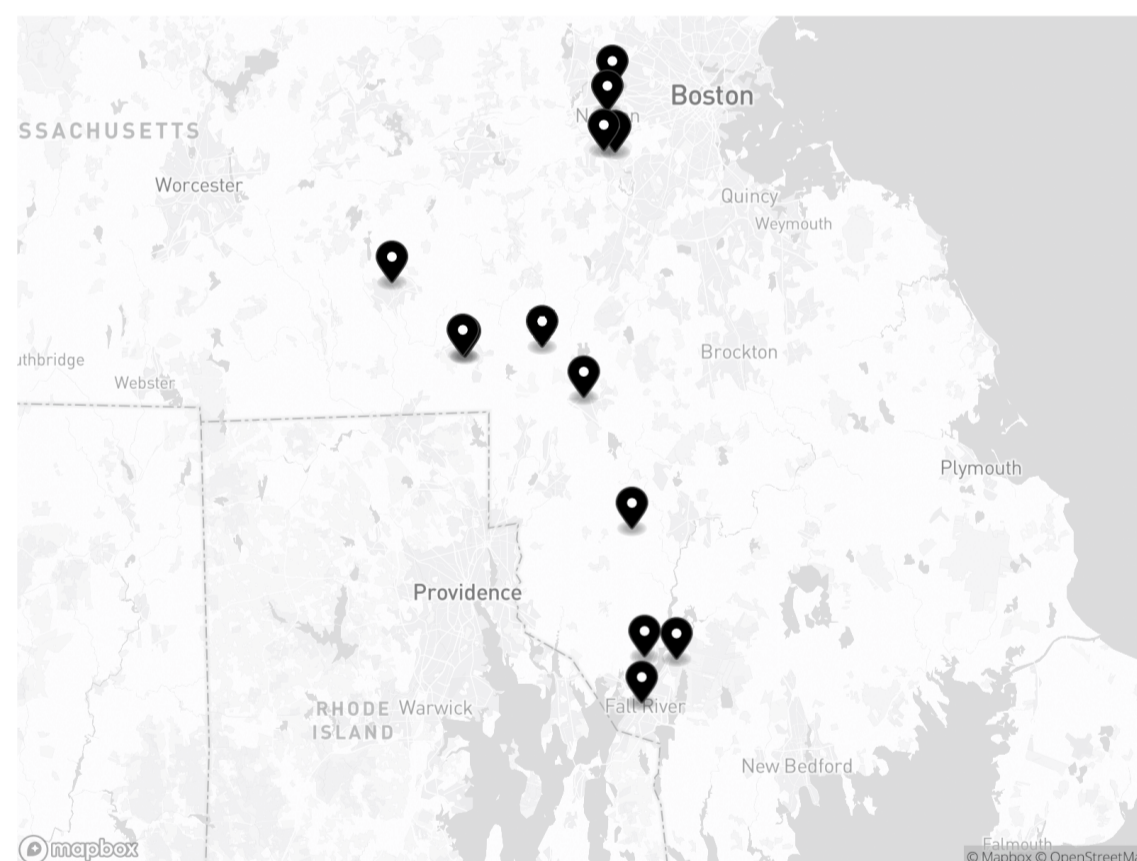 Boston
SSACHUSETTS
Worcester
Quincy
Weymouth
uthbridge
Webster
Brockton
Plymouth
Providence
RHODE
ISLAND
Warwick
Fall River
New Bedford
Falmouth
mapbox
© Mapbox © OpenStreetM